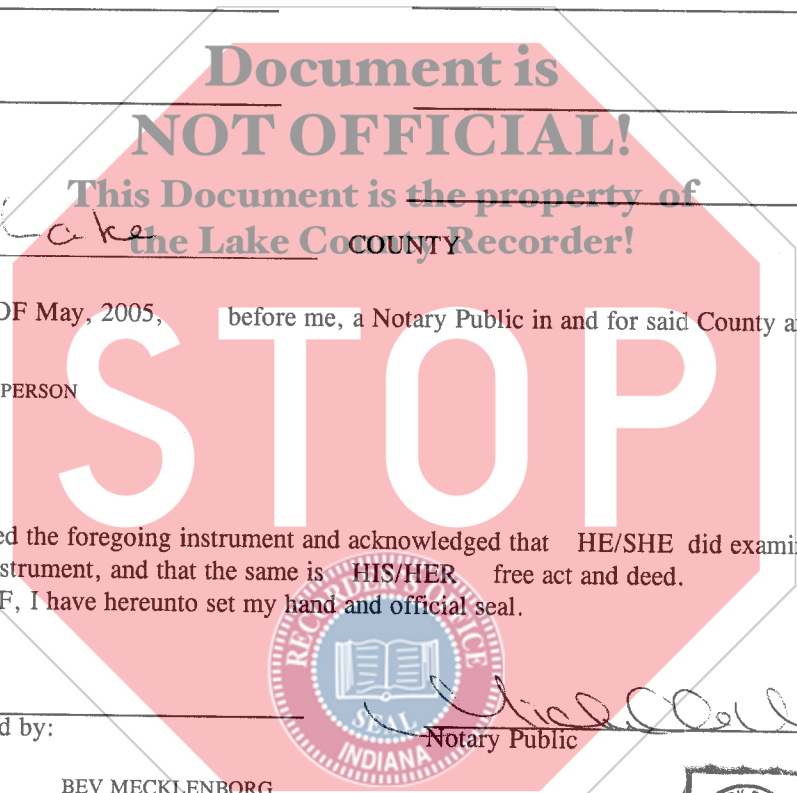 Document is
NOT OFFICIAL!
This Document is the property of
the Lake County Recorder!
Lake COUNTY
OF May, 2005, before me, a Notary Public in and for said County
PERSON
STOP
ed the foregoing instrument and acknowledged that HE/SHE did examin
strument, and that the same is HIS/HER free act and deed.
F, I have hereunto set my hand and official seal.
RECORDER'S OFFICE
SEAL
INDIANA
d by:
Notary Public
BEV MECKLENBORG